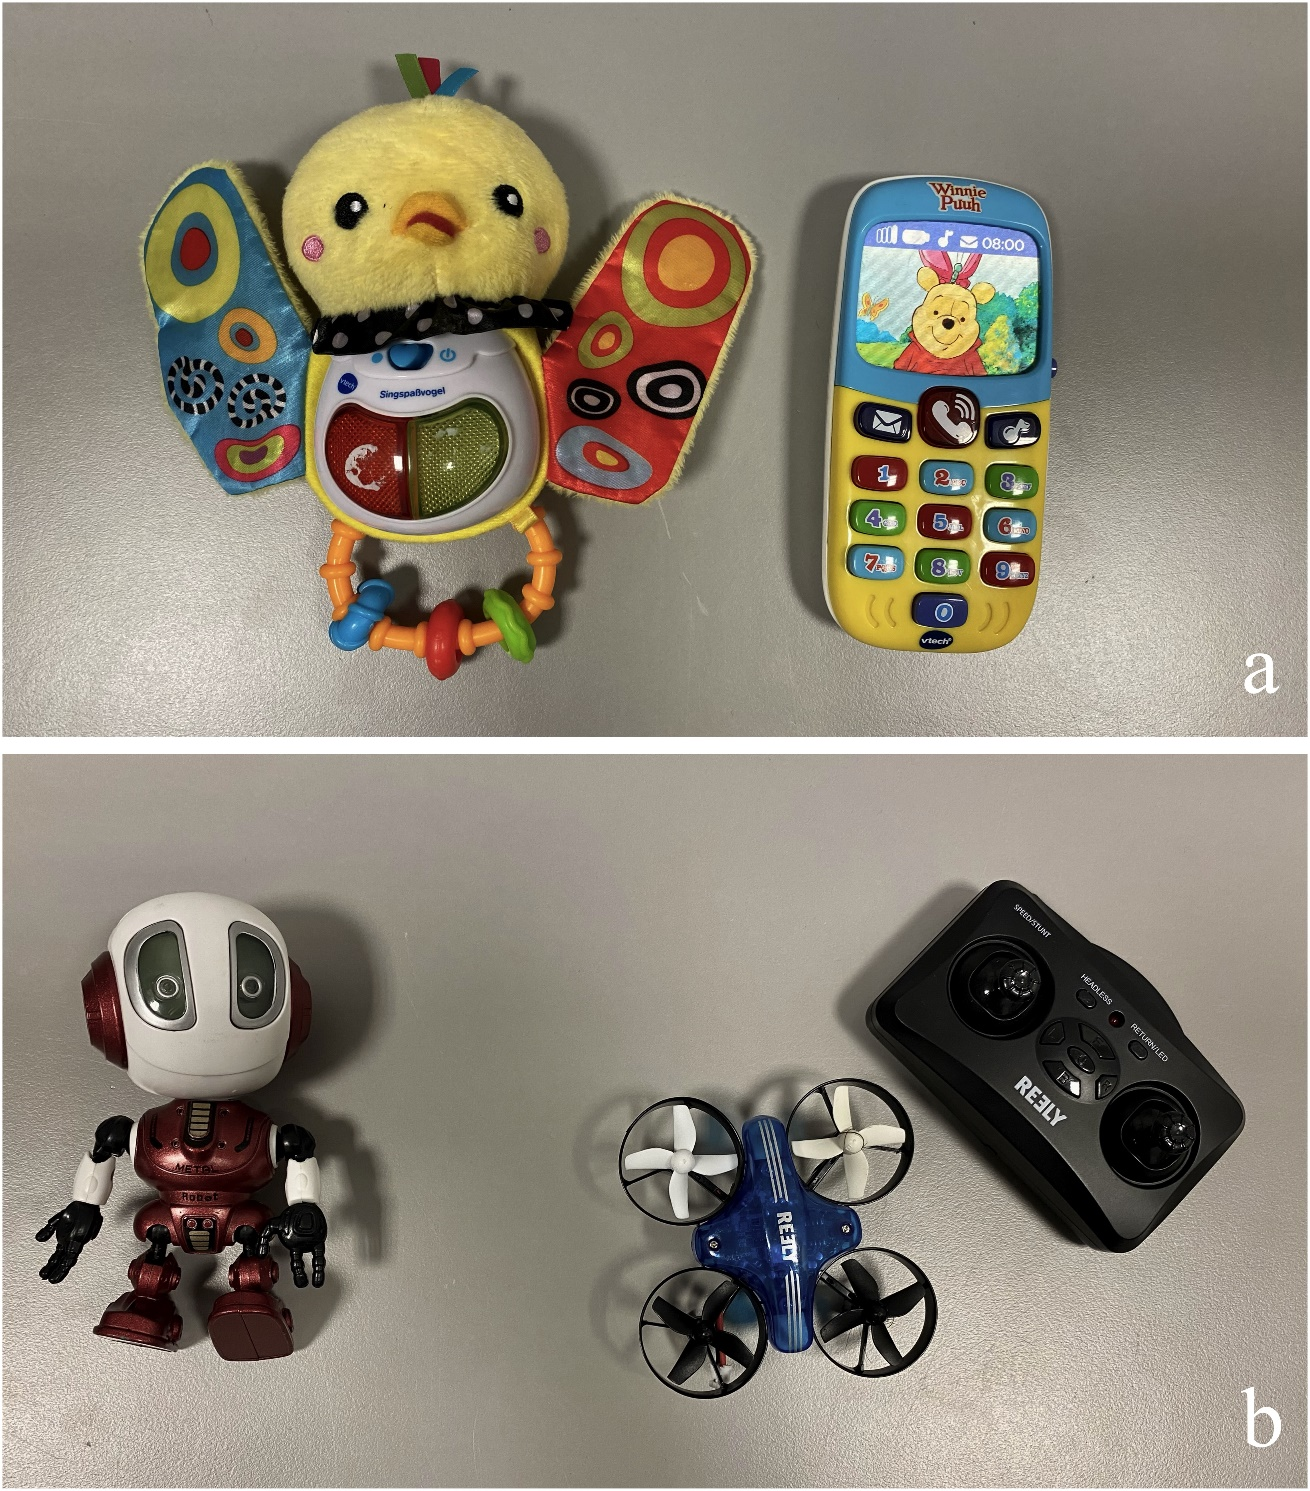 Winnie
Puuh
08:00
vtech
Singspaßvogel
1
2
3
4
5
6
7
8
9
0
vtech
a
SPEED/STUNT
HEADLESS
RETURN/LED
REELY
METAL
Robot
REELY
b